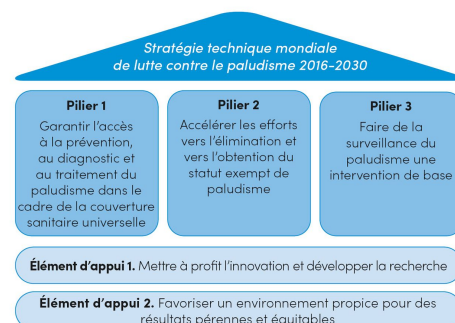 Stratégie technique mondiale
de lutte contre le paludisme 2016-2030
Pilier 1
Garantir l'accès
à la prévention,
au diagnostic et
au traitement du
paludisme dans le
cadre de la couverture
sanitaire universelle
Pilier 2
Accélérer les efforts
vers l'élimination et
vers l'obtention du
statut exempt de
paludisme
Pilier 3
Faire de la
surveillance du
paludisme une
intervention de base
Élément d'appui 1. Mettre à profit l'innovation et développer la recherche
Élément d'appui 2. Favoriser un environnement propice pour des
résultats pérennes et équitables